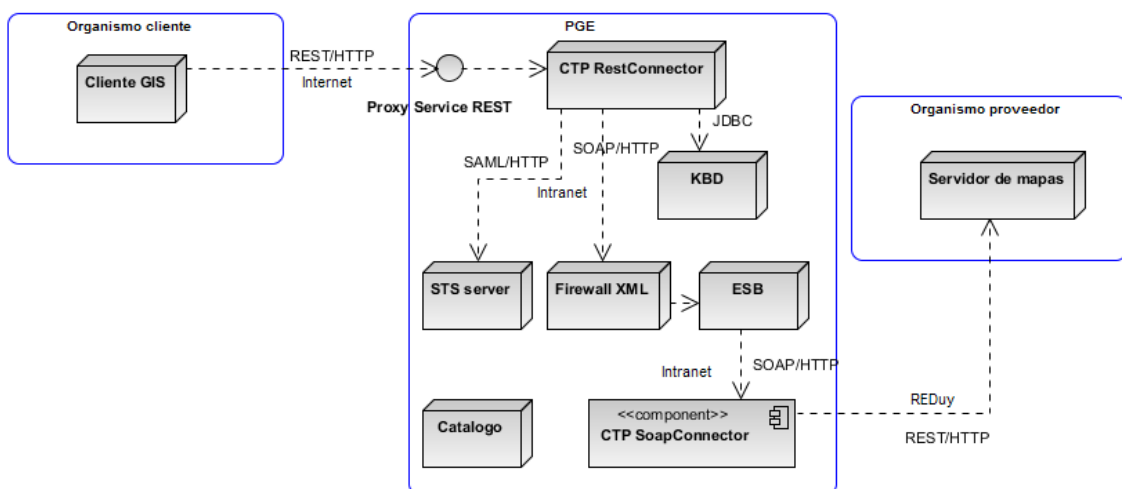 Organismo cliente
PGE
REST/HTTP
Cliente GIS
Internet
CTP RestConnector
Proxy Service REST
Organismo proveedor
JDBC
SOAP/HTTP
SAML/HTTP
KBD
Servidor de mapas
Intranet
STS server
Firewall XML
ESB
Intranet
SOAP/HTTP
REDuy
<<component>>
Catalogo
CTP SoapConnector
REST/HTTP